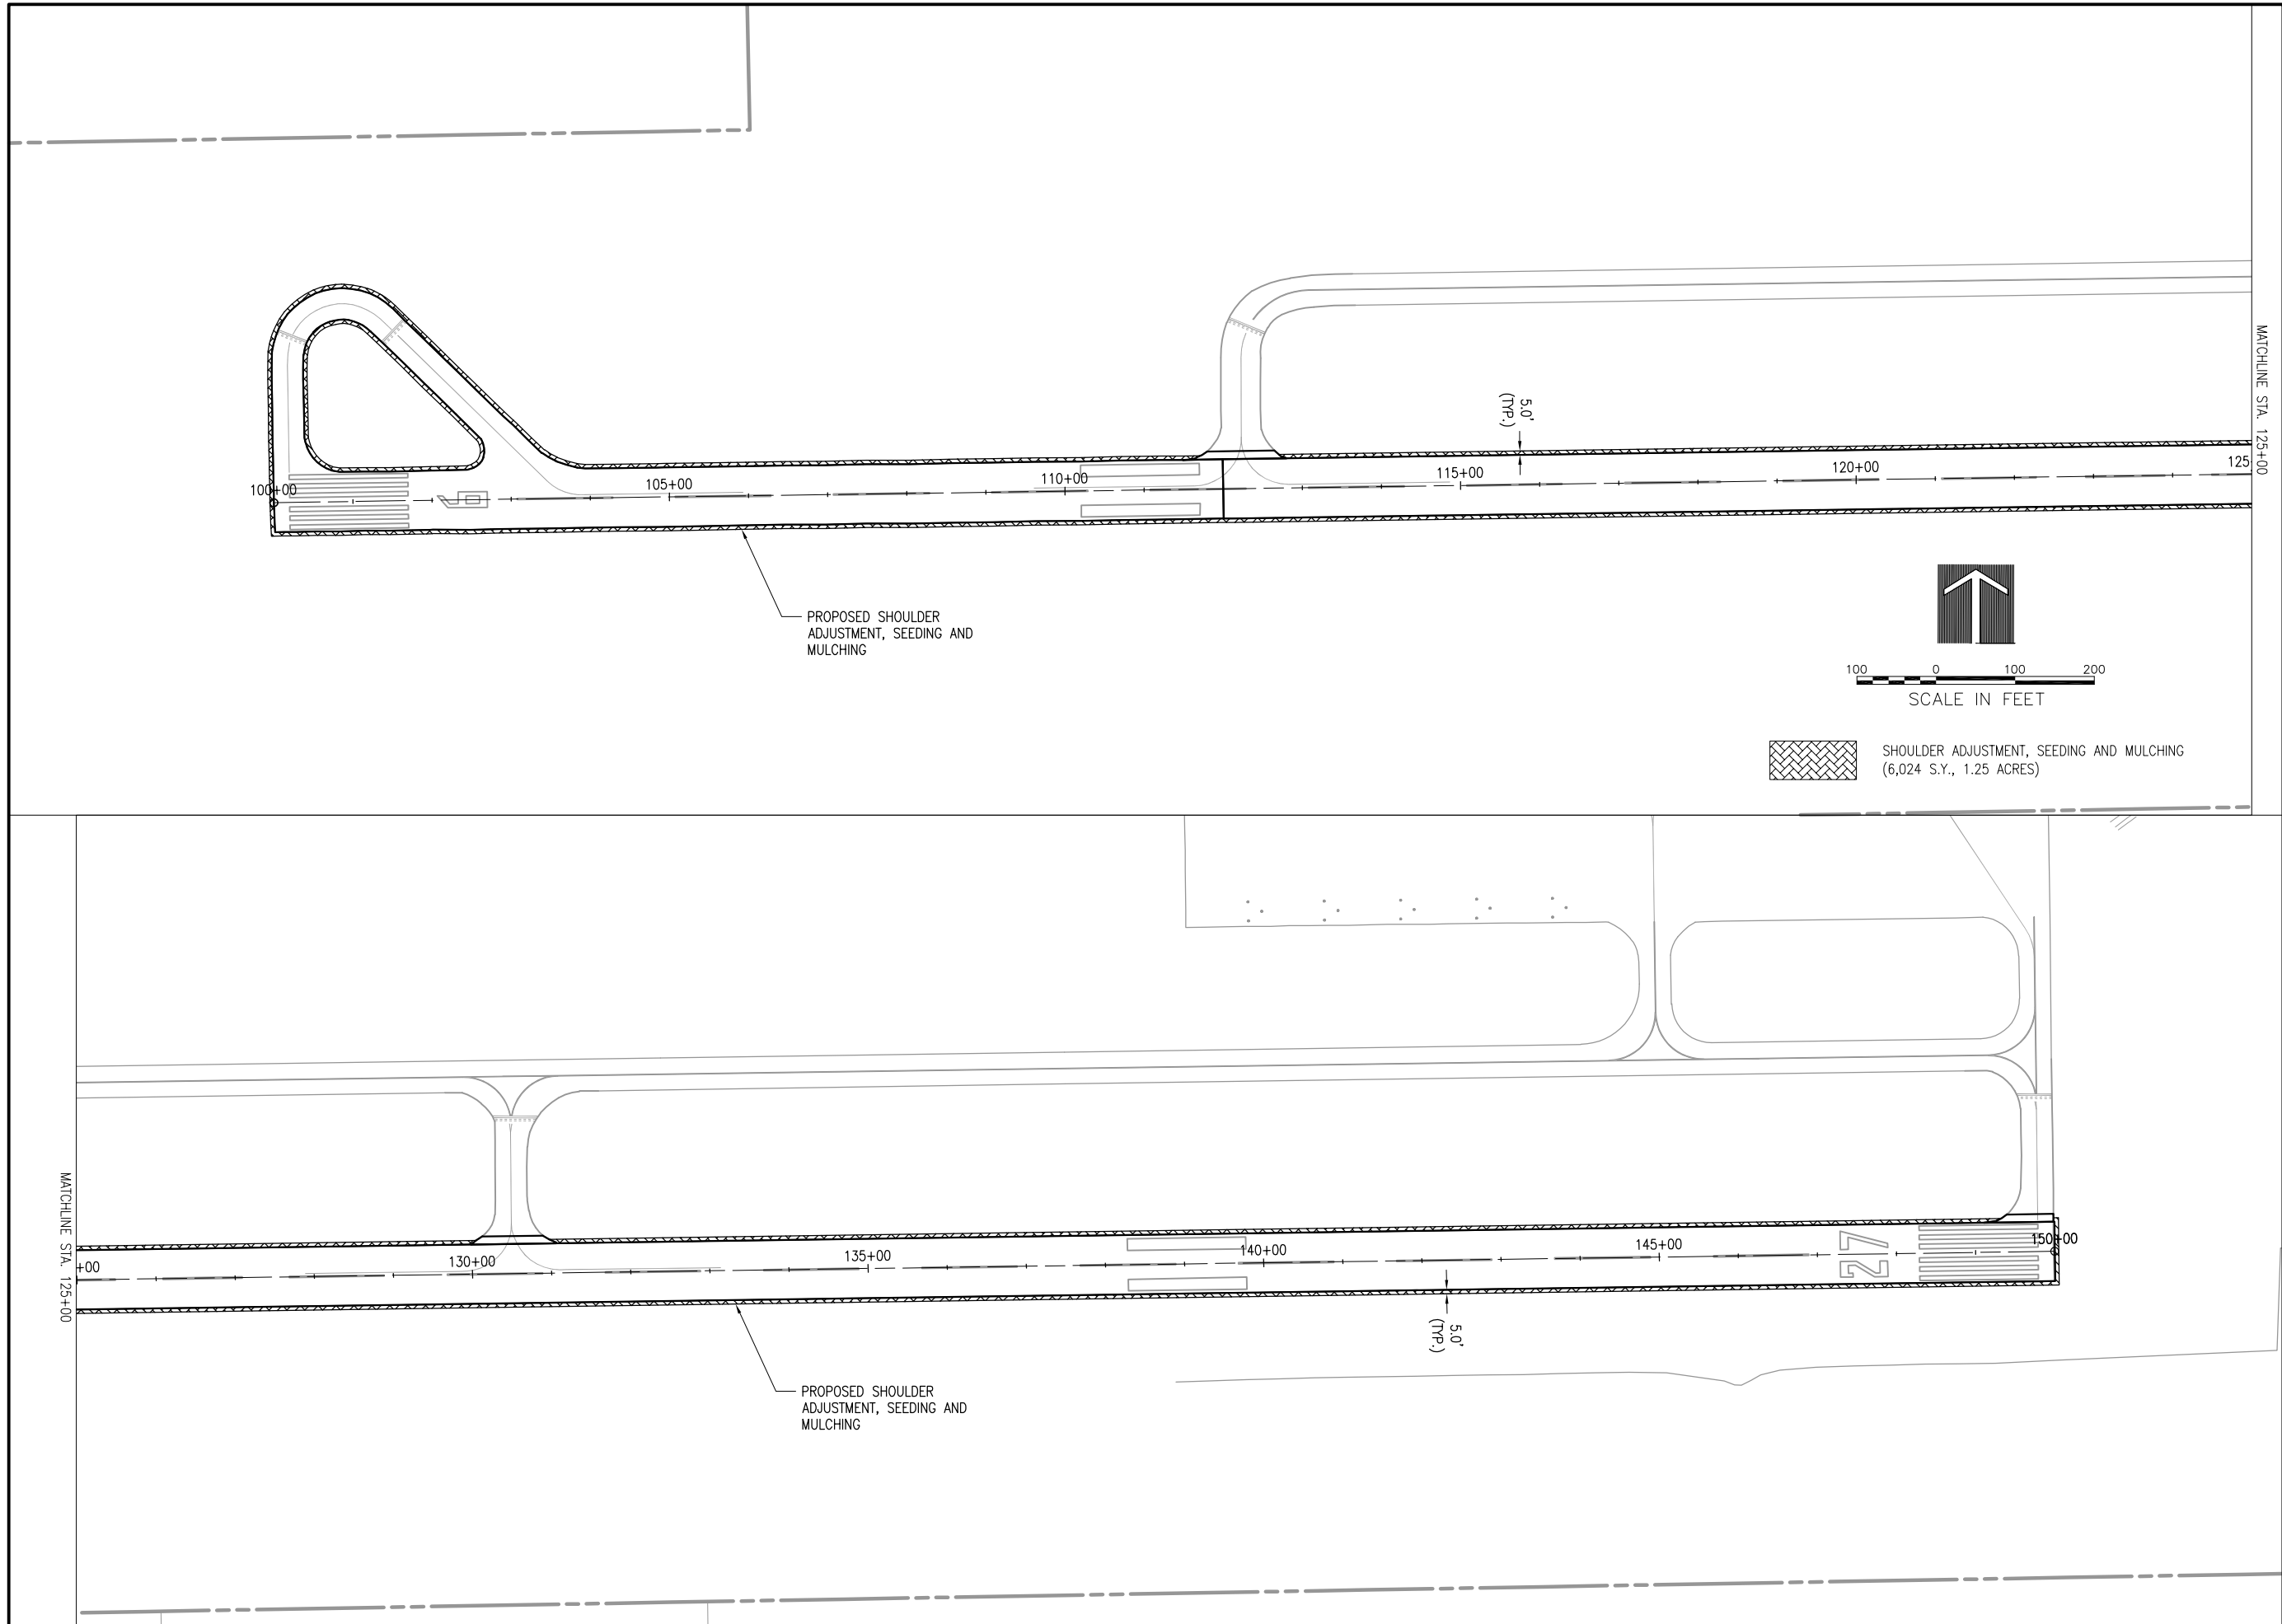 MATCHLINE STA. 125+00
5.0'
(TYP.)
100+00
105+00
110+00
115+00
120+00
125
9
PROPOSED SHOULDER
ADJUSTMENT, SEEDING AND
MULCHING
100 0 100 200
SCALE IN FEET
SHOULDER ADJUSTMENT, SEEDING AND MULCHING
(6,024 S.Y., 1.25 ACRES)
MATCHLINE STA. 125+00
+00
130+00
135+00
140+00
145+00
150+00
27
5.0'
(TYP.)
PROPOSED SHOULDER
ADJUSTMENT, SEEDING AND
MULCHING